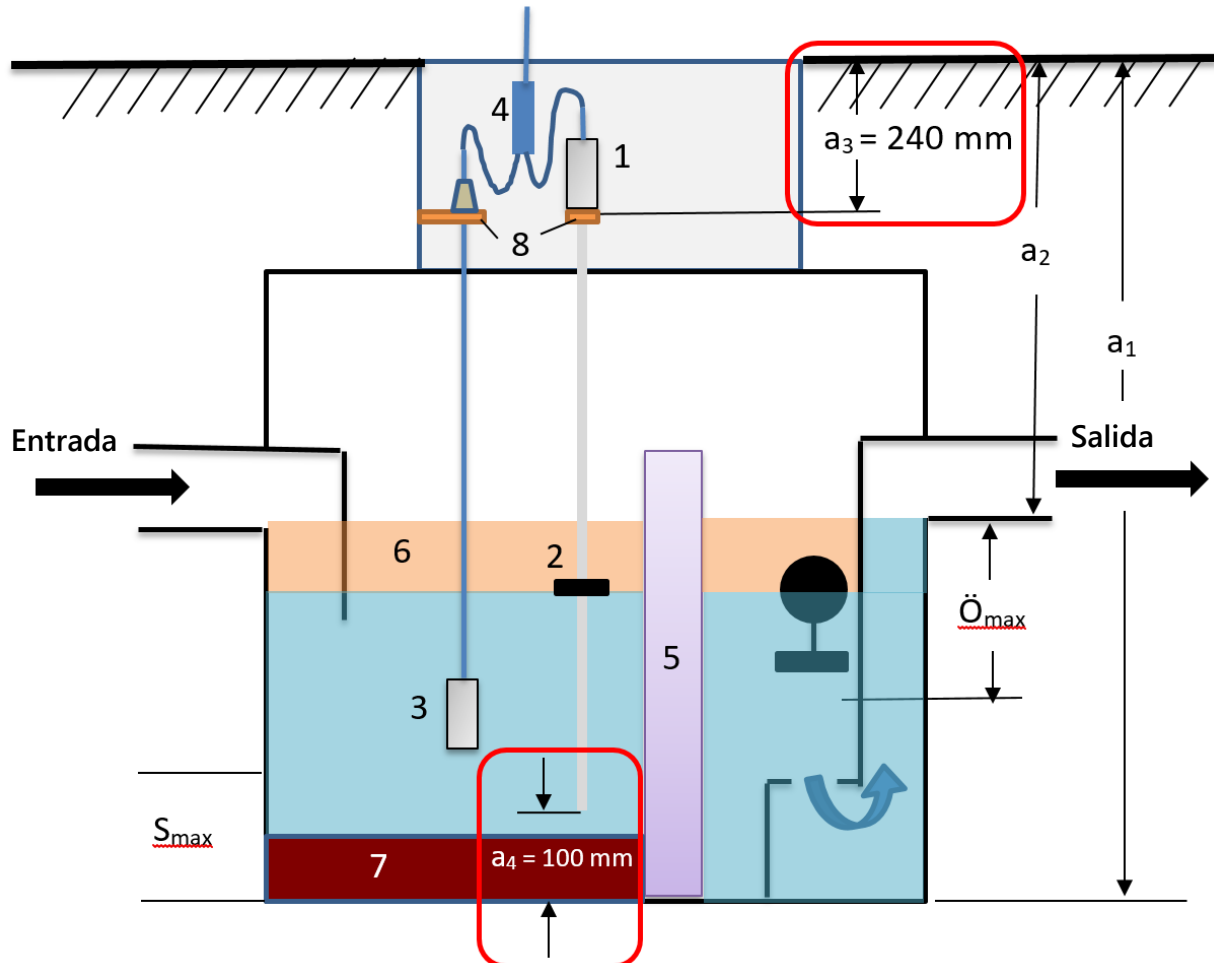 4
1
a₃ = 240 mm
8
a₂
a₁
Entrada
Salida
6
2
Ömax
5
3
Smax
7
a₄ = 100 mm